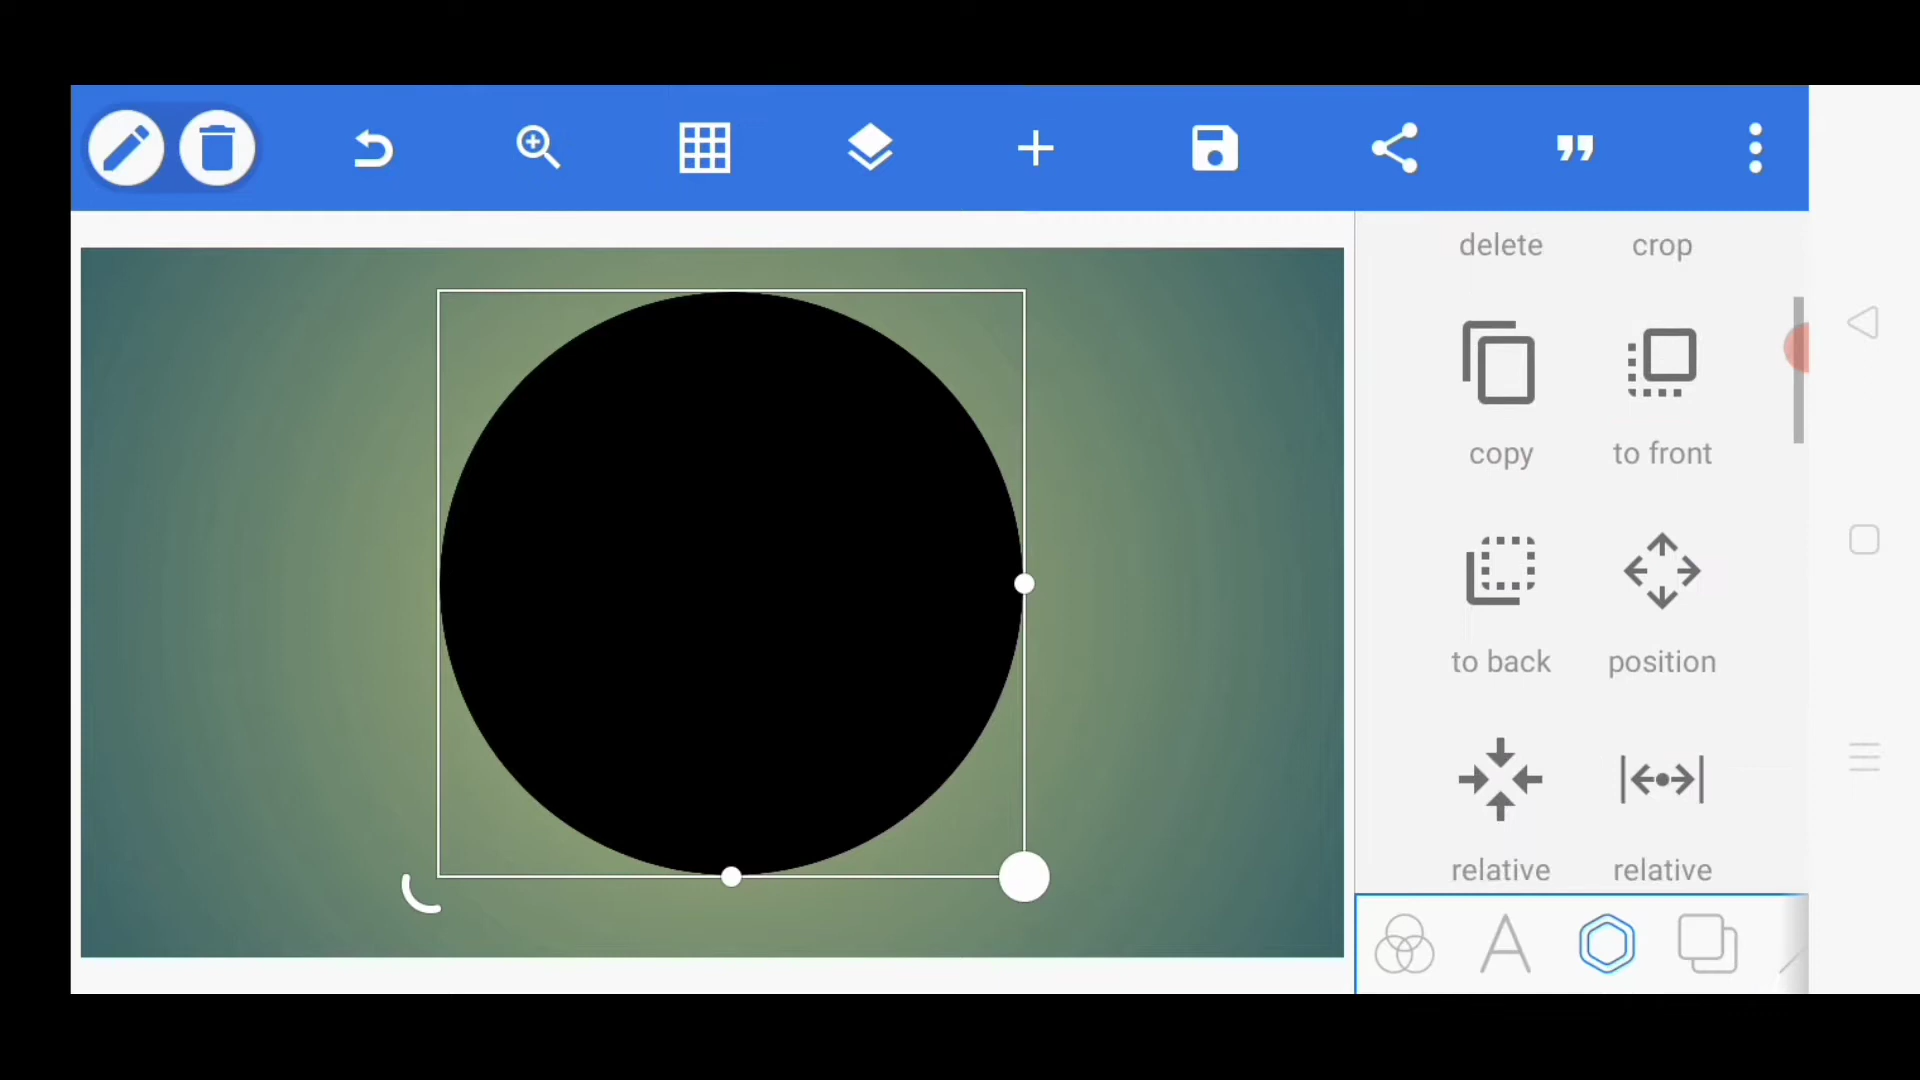 delete crop
copy to front
to back position
relative relative